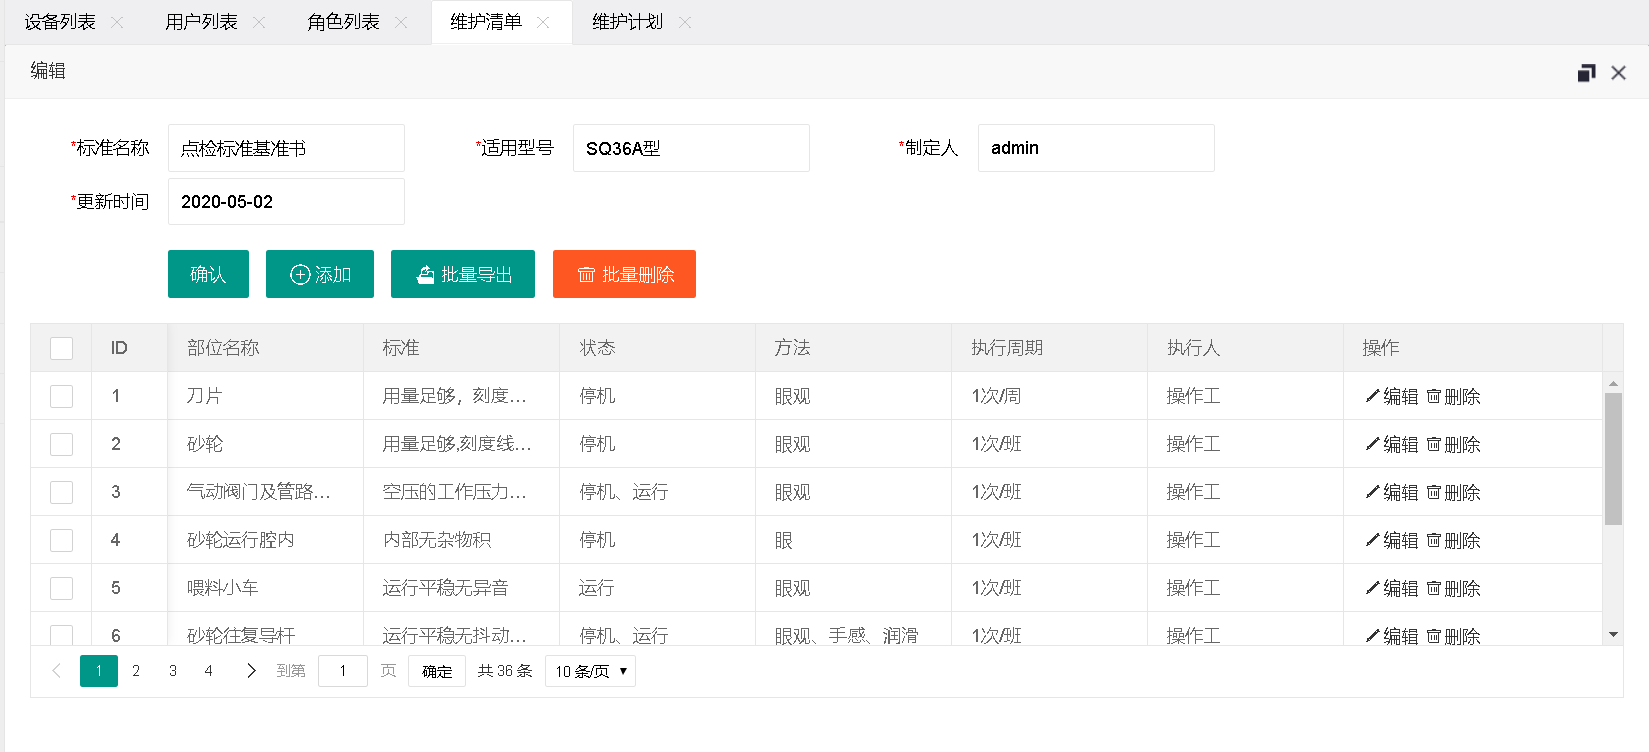 设备列表 用户列表 角色列表 维护清单 维护计划
编辑
*标准名称 点检标准基准书 *适用型号 SQ36A型 *制定人 admin
*更新时间 2020-05-02
确认 添加 批量导出 批量删除
ID 部位名称 标准 状态 方法 执行周期 执行人 操作
1 刀片 用量足够，刻度... 停机 眼观 1次/周 操作工 编辑 删除
2 砂轮 用量足够,刻度线... 停机 眼观 1次/班 操作工 编辑 删除
3 气动阀门及管路... 空压的工作压力... 停机、运行 眼观 1次/班 操作工 编辑 删除
4 砂轮运行腔内 内部无杂物积 停机 眼 1次/班 操作工 编辑 删除
5 喂料小车 运行平稳无异音 运行 眼观 1次/班 操作工 编辑 删除
6 砂轮往复导杆 运行平稳无抖动... 停机、运行 眼观、手感、润滑 1次/班 操作工 编辑 删除
1 2 3 4 到第 1 页 确定 共 36 条 10 条/页